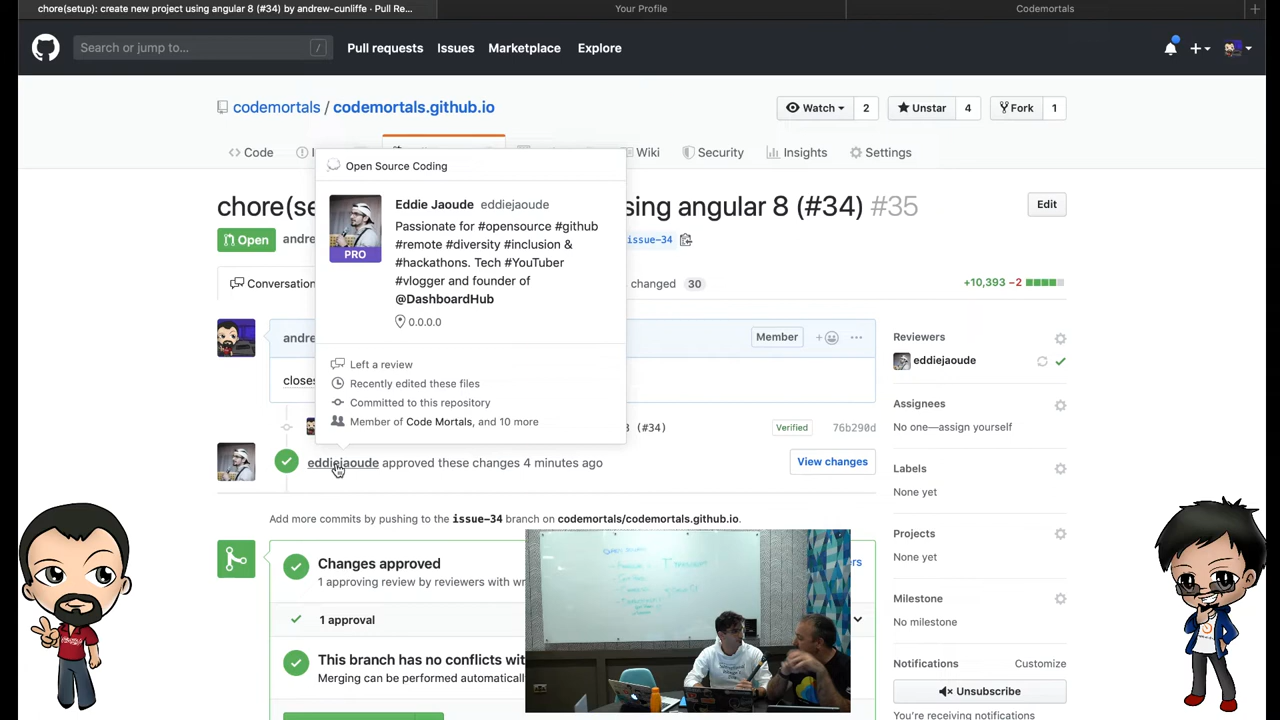 chore(setup): create new project using angular 8 (#34) by andrew-cunliffe · Pull Re...
Your Profile
Codemortals
Search or jump to...
/
Pull requests
Issues
Marketplace
Explore
codemortals / codemortals.github.io
Watch
2
Unstar
4
Fork
1
Code
Wiki
Security
Insights
Settings
Open Source Coding
chore(se
sing angular 8 (#34) #35
Edit
Eddie Jaoude eddiejaoude
Passionate for #opensource #github
#remote #diversity #inclusion &
#hackathons. Tech #YouTuber
#vlogger and founder of
@DashboardHub
PRO
0.0.0.0
Open
andre
issue-34
Conversation
s changed
30
+10,393 −2
Left a review
Recently edited these files
Committed to this repository
Member of Code Mortals, and 10 more
andre
Member
closes
8 (#34)
Verified
76b290d
eddiejaoude approved these changes 4 minutes ago
View changes
Add more commits by pushing to the issue-34 branch on codemortals/codemortals.github.io.
Changes approved
1 approving review by reviewers with wr
ers
1 approval
This branch has no conflicts wit
Merging can be performed automatically
Reviewers
eddiejaoude
Assignees
No one—assign yourself
Labels
None yet
Projects
None yet
Milestone
No milestone
Notifications
Customize
Unsubscribe
You're receiving notifications